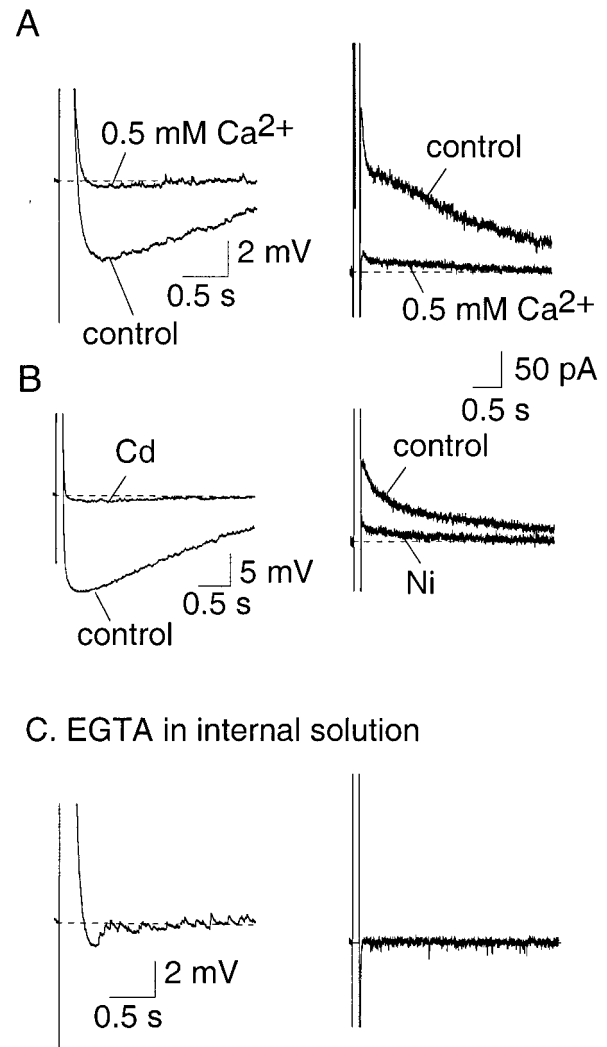 A
0.5 mM Ca2+
control
2 mV
0.5 s
control
0.5 mM Ca2+
50 pA
0.5 s
B
Cd
control
5 mV
0.5 s
control
Ni
C. EGTA in internal solution
2 mV
0.5 s